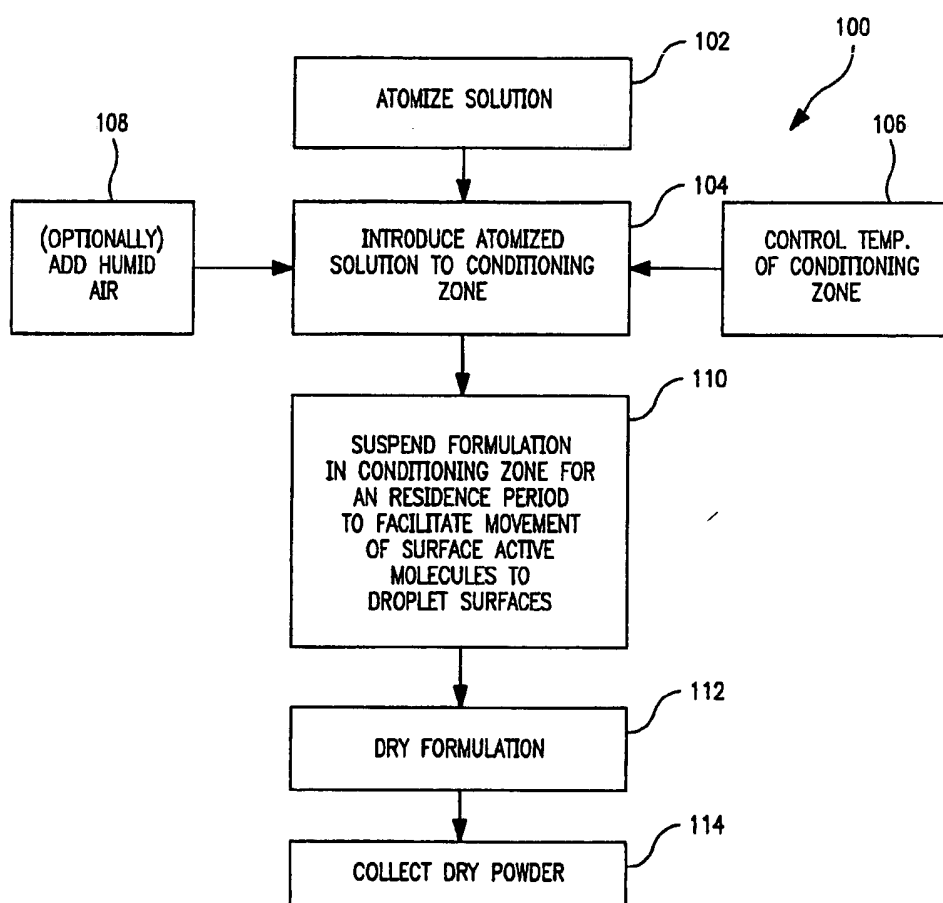 100
102
ATOMIZE SOLUTION
108
(OPTIONALLY)
ADD HUMID
AIR
104
INTRODUCE ATOMIZED
SOLUTION TO CONDITIONING
ZONE
106
CONTROL TEMP.
OF CONDITIONING
ZONE
110
SUSPEND FORMULATION
IN CONDITIONING ZONE FOR
AN RESIDENCE PERIOD
TO FACILITATE MOVEMENT
OF SURFACE ACTIVE
MOLECULES TO
DROPLET SURFACES
112
DRY FORMULATION
114
COLLECT DRY POWDER